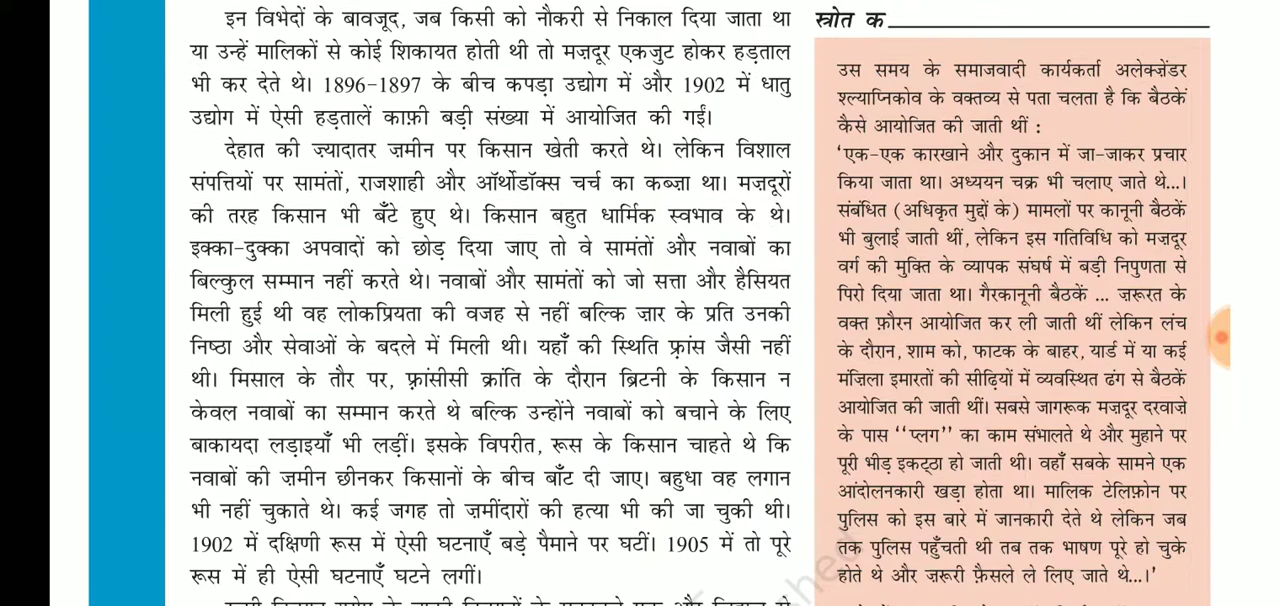 इन विभेदों के बावजूद, जब किसी को नौकरी से निकाल दिया जाता था
या उन्हें मालिकों से कोई शिकायत होती थी तो मज़दूर एकजुट होकर हड़ताल
भी कर देते थे। 1896-1897 के बीच कपड़ा उद्योग में और 1902 में धातु
उद्योग में ऐसी हड़तालें काफ़ी बड़ी संख्या में आयोजित की गईं।
देहात की ज्यादातर ज़मीन पर किसान खेती करते थे। लेकिन विशाल
संपत्तियों पर सामंतों, राजशाही और ऑर्थोडॉक्स चर्च का कब्ज़ा था। मज़दूरों
की तरह किसान भी बँटे हुए थे। किसान बहुत धार्मिक स्वभाव के थे।
इक्का-दुक्का अपवादों को छोड़ दिया जाए तो वे सामंतों और नवाबों का
बिल्कुल सम्मान नहीं करते थे। नवाबों और सामंतों को जो सत्ता और हैसियत
मिली हुई थी वह लोकप्रियता की वजह से नहीं बल्कि ज़ार के प्रति उनकी
निष्ठा और सेवाओं के बदले में मिली थी। यहाँ की स्थिति फ़्रांस जैसी नहीं
थी। मिसाल के तौर पर, फ़्रांसीसी क्रांति के दौरान ब्रिटनी के किसान न
केवल नवाबों का सम्मान करते थे बल्कि उन्होंने नवाबों को बचाने के लिए
बाकायदा लड़ाइयाँ भी लड़ीं। इसके विपरीत, रूस के किसान चाहते थे कि
नवाबों की ज़मीन छीनकर किसानों के बीच बाँट दी जाए। बहुधा वह लगान
भी नहीं चुकाते थे। कई जगह तो ज़मींदारों की हत्या भी की जा चुकी थी।
1902 में दक्षिणी रूस में ऐसी घटनाएँ बड़े पैमाने पर घटीं। 1905 में तो पूरे
रूस में ही ऐसी घटनाएँ घटने लगीं।
स्रोत क
उस समय के समाजवादी कार्यकर्ता अलेक्ज़ेंडर
श्ल्याप्निकोव के वक्तव्य से पता चलता है कि बैठकें
कैसे आयोजित की जाती थीं :
‘एक-एक कारखाने और दुकान में जा-जाकर प्रचार
किया जाता था। अध्ययन चक्र भी चलाए जाते थे...।
संबंधित (अधिकृत मुद्दों के) मामलों पर कानूनी बैठकें
भी बुलाई जाती थीं, लेकिन इस गतिविधि को मज़दूर
वर्ग की मुक्ति के व्यापक संघर्ष में बड़ी निपुणता से
पिरो दिया जाता था। गैरकानूनी बैठकें ... ज़रूरत के
वक्त फ़ौरन आयोजित कर ली जाती थीं लेकिन लंच
के दौरान, शाम को, फाटक के बाहर, यार्ड में या कई
मंज़िला इमारतों की सीढ़ियों में व्यवस्थित ढंग से बैठकें
आयोजित की जाती थीं। सबसे जागरूक मज़दूर दरवाजे
के पास “प्लग” का काम संभालते थे और मुहाने पर
पूरी भीड़ इकट्ठा हो जाती थी। वहाँ सबके सामने एक
आंदोलनकारी खड़ा होता था। मालिक टेलिफ़ोन पर
पुलिस को इस बारे में जानकारी देते थे लेकिन जब
तक पुलिस पहुँचती थी तब तक भाषण पूरे हो चुके
होते थे और ज़रूरी फ़ैसले ले लिए जाते थे...।’